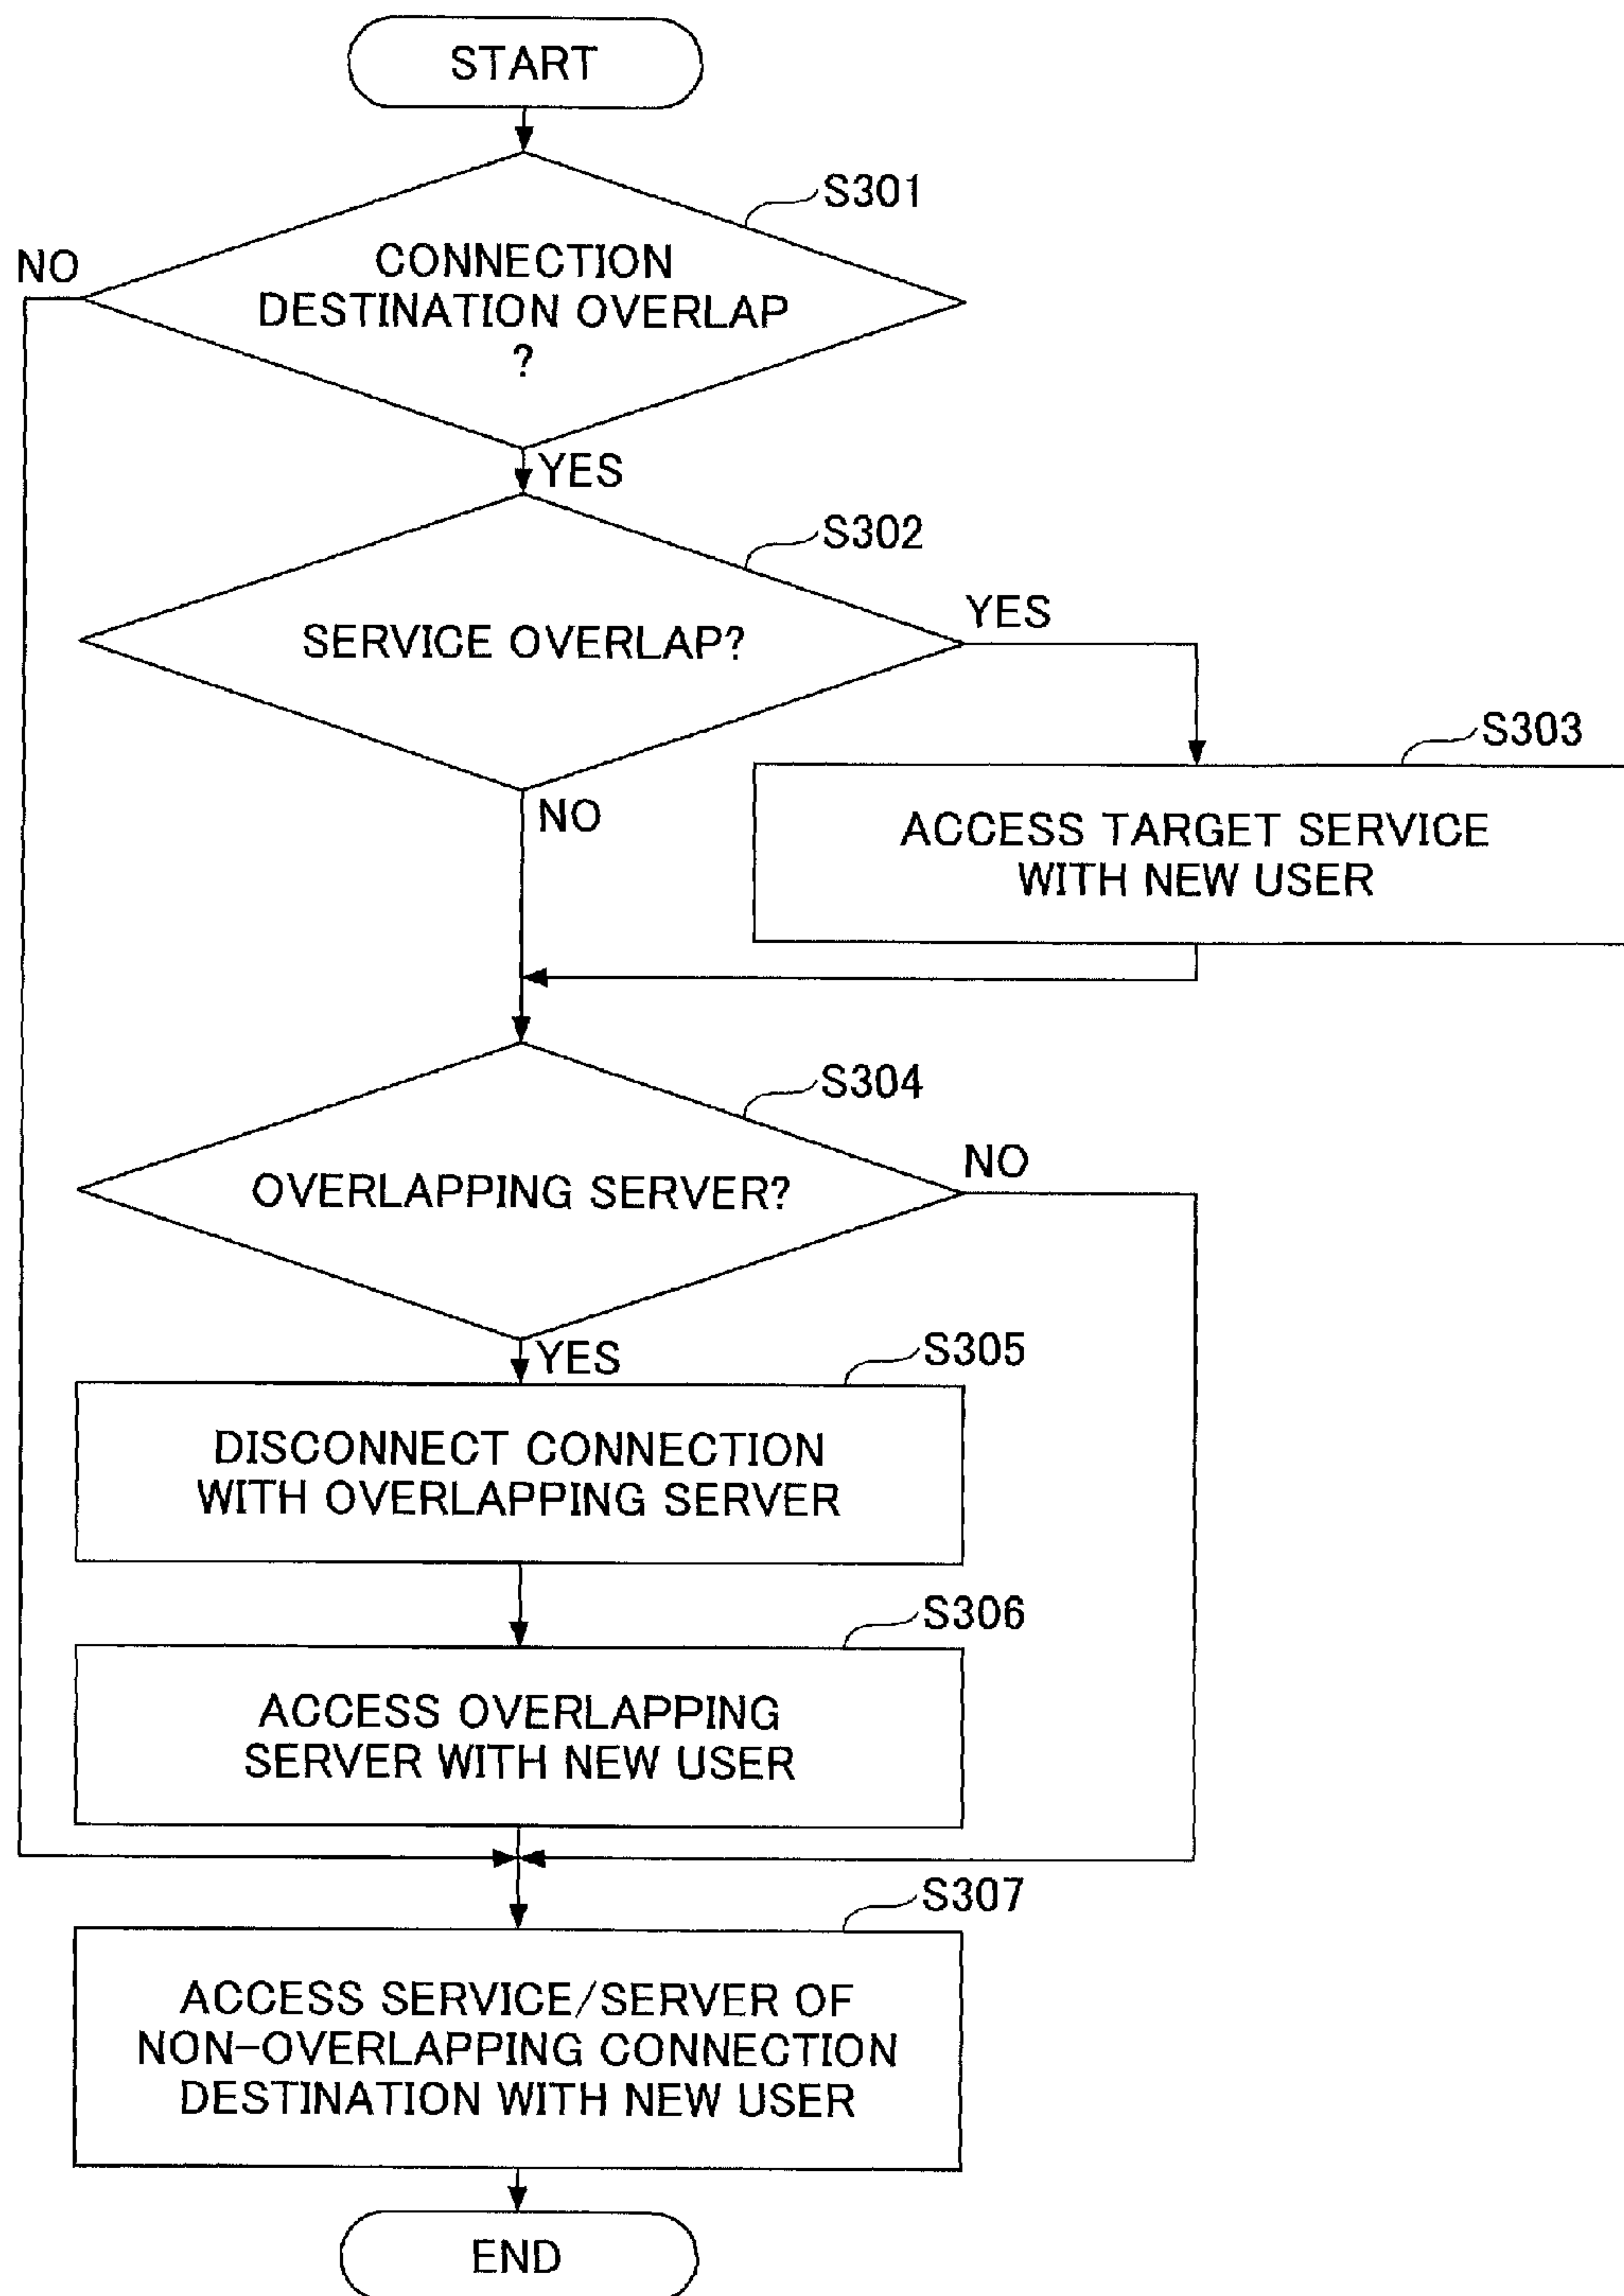 START
S301
NO
CONNECTION
DESTINATION OVERLAP
?
YES
S302
YES
SERVICE OVERLAP?
S303
NO
ACCESS TARGET SERVICE
WITH NEW USER
S304
NO
OVERLAPPING SERVER?
YES
S305
DISCONNECT CONNECTION
WITH OVERLAPPING SERVER
S306
ACCESS OVERLAPPING
SERVER WITH NEW USER
S307
ACCESS SERVICE/SERVER OF
NON-OVERLAPPING CONNECTION
DESTINATION WITH NEW USER
END